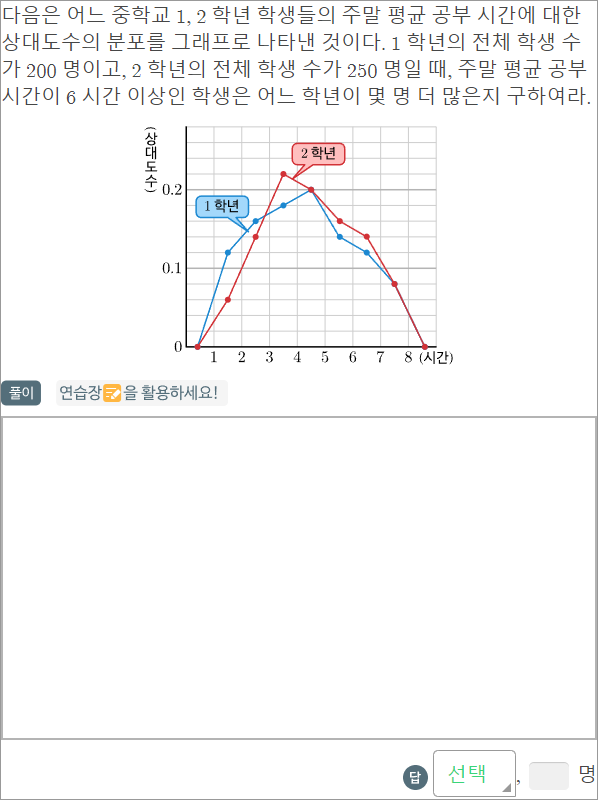 다음은 어느 중학교 1, 2 학년 학생들의 주말 평균 공부 시간에 대한
상대도수의 분포를 그래프로 나타낸 것이다. 1 학년의 전체 학생 수
가 200 명이고, 2 학년의 전체 학생 수가 250 명일 때, 주말 평균 공부
시간이 6 시간 이상인 학생은 어느 학년이 몇 명 더 많은지 구하여라.
(상대도수)
2 학년
0.2
1 학년
0.1
0
1 2 3 4 5 6 7 8 (시간)
풀이 연습장을 활용하세요!
답 선택 , 명